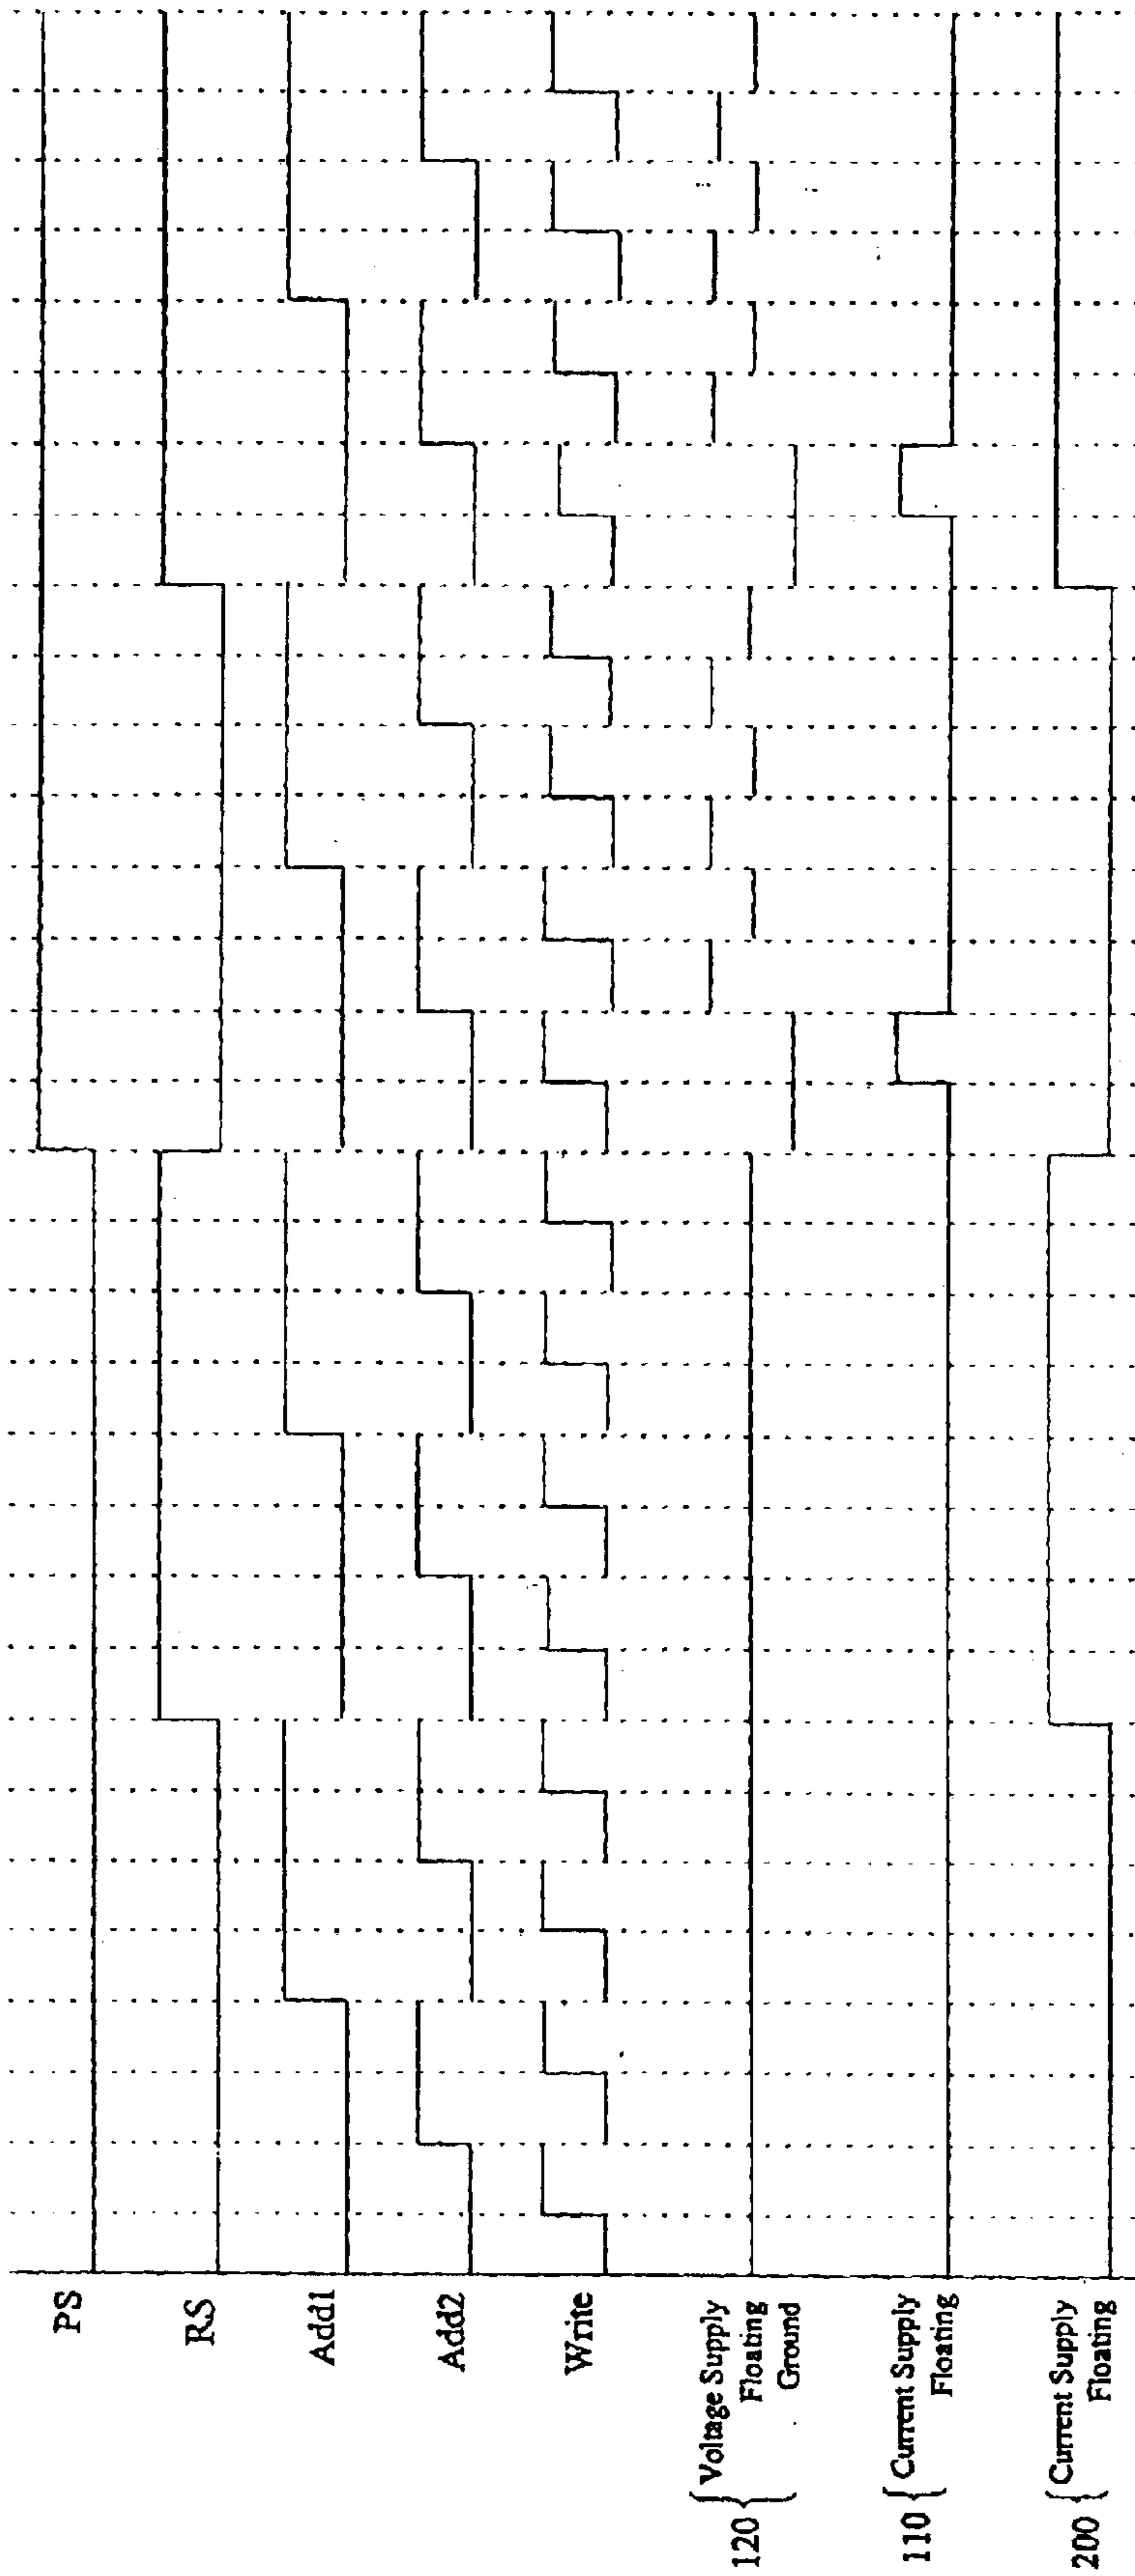 PS
RS
Add1
Add2
Write
120 { Voltage Supply
Floating
Ground
110 { Current Supply
Floating
200 { Current Supply
Floating